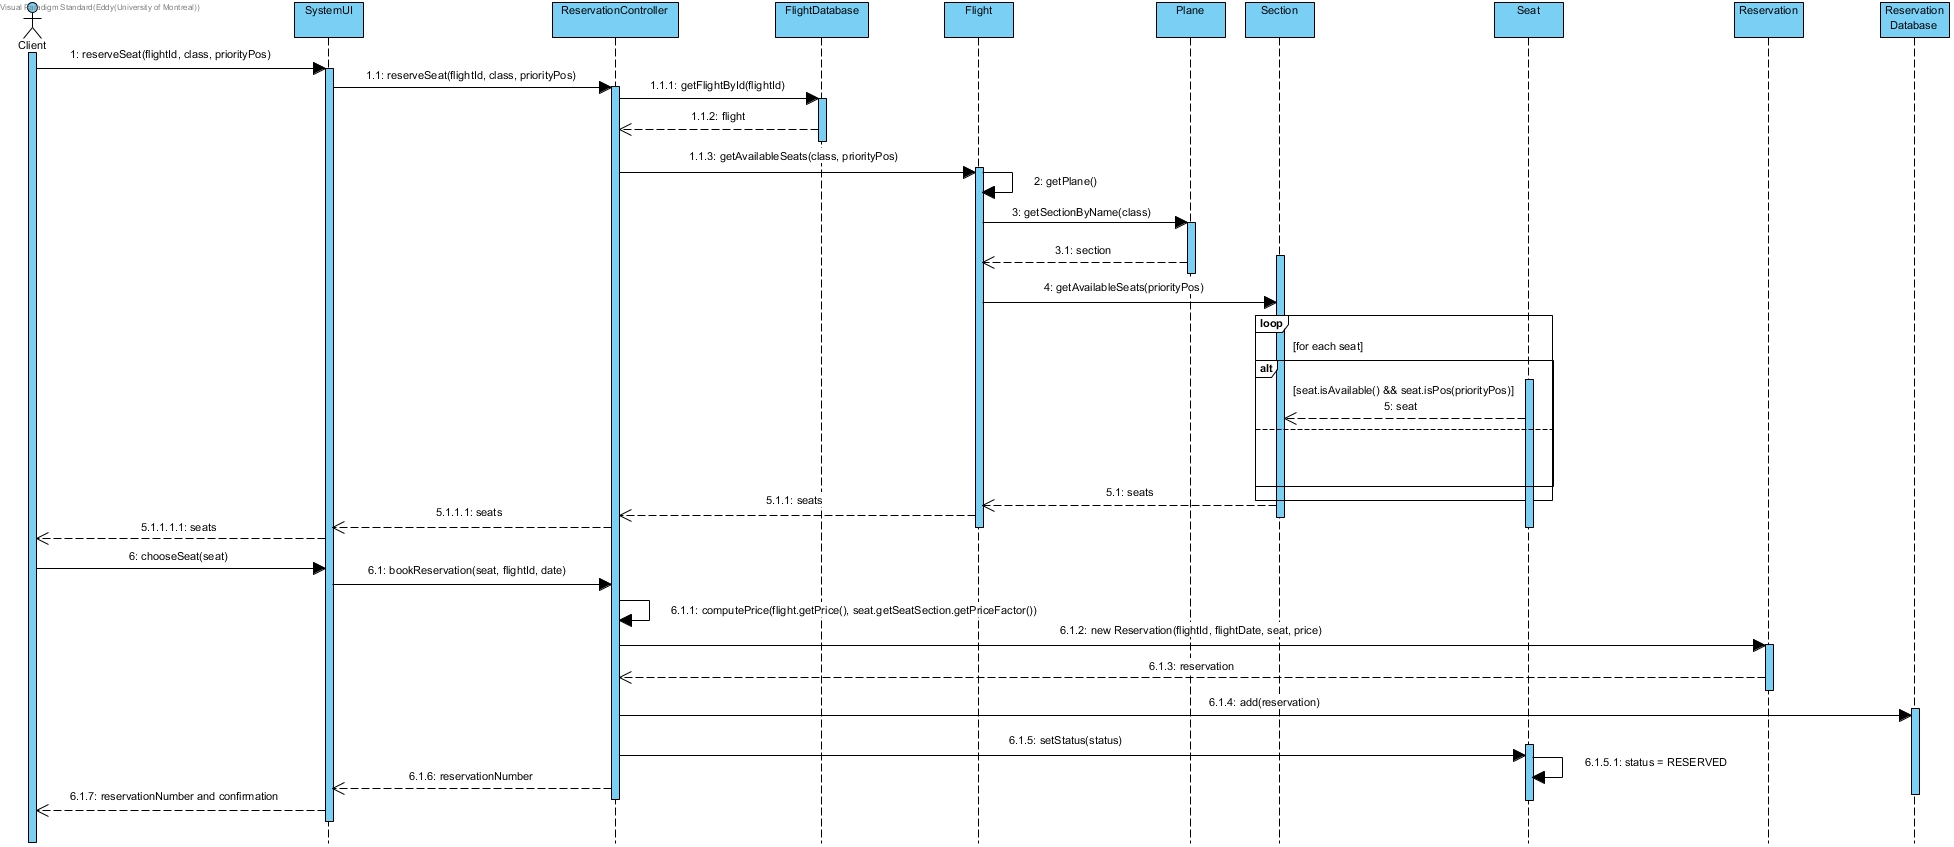 Visual Paradigm Standard(Eddy(University of Montreal))
Client
SystemUI
ReservationController
FlightDatabase
Flight
Plane
Section
Seat
Reservation
Reservation
Database
1: reserveSeat(flightId, class, priorityPos)
1.1: reserveSeat(flightId, class, priorityPos)
1.1.1: getFlightById(flightId)
1.1.2: flight
1.1.3: getAvailableSeats(class, priorityPos)
2: getPlane()
3: getSectionByName(class)
3.1: section
4: getAvailableSeats(priorityPos)
loop
[for each seat]
alt
[seat.isAvailable() && seat.isPos(priorityPos)]
5: seat
5.1: seats
5.1.1: seats
5.1.1.1: seats
5.1.1.1.1: seats
6: chooseSeat(seat)
6.1: bookReservation(seat, flightId, date)
6.1.1: computePrice(flight.getPrice(), seat.getSeatSection.getPriceFactor())
6.1.2: new Reservation(flightId, flightDate, seat, price)
6.1.3: reservation
6.1.4: add(reservation)
6.1.5: setStatus(status)
6.1.5.1: status = RESERVED
6.1.6: reservationNumber
6.1.7: reservationNumber and confirmation